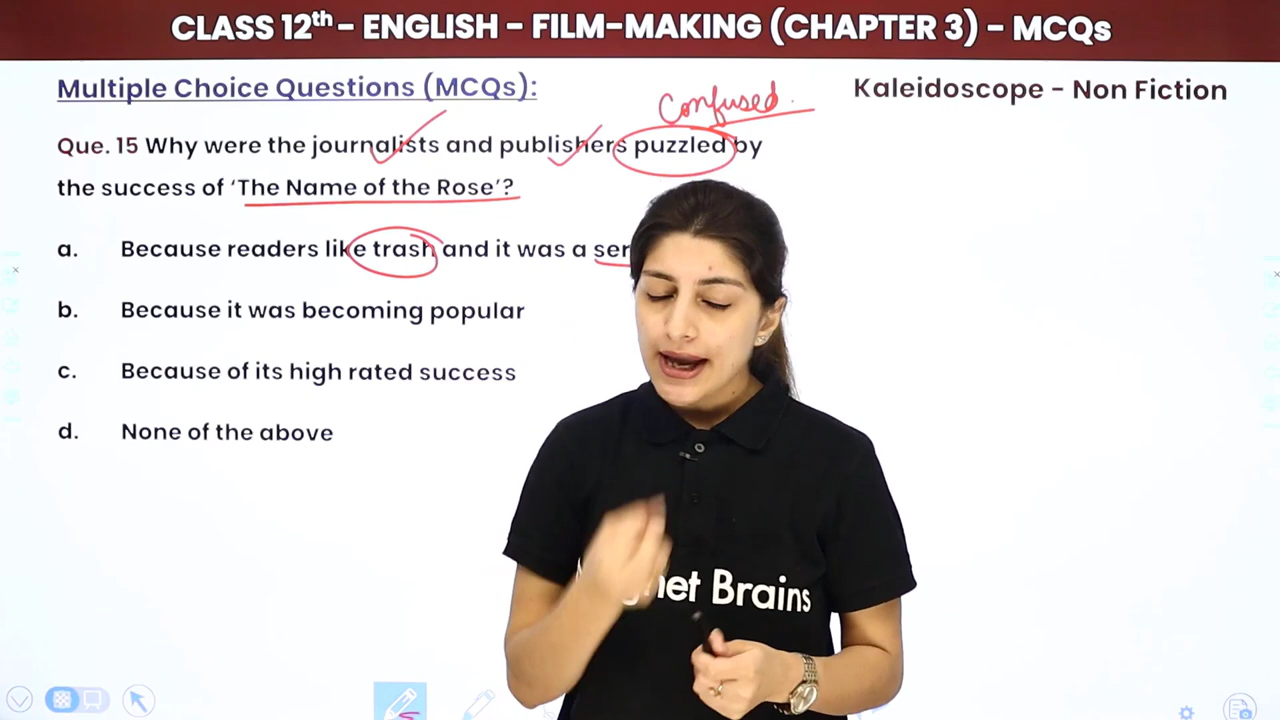 CLASS 12th - ENGLISH - FILM-MAKING (CHAPTER 3) - MCQs
Multiple Choice Questions (MCQs):
Kaleidoscope - Non Fiction
Confused.
Que. 15 Why were the journalists and publishers puzzled by
the success of ‘The Name of the Rose’?
a. Because readers like trash and it was a
b. Because it was becoming popular
c. Because of its high rated success
d. None of the above
Brains